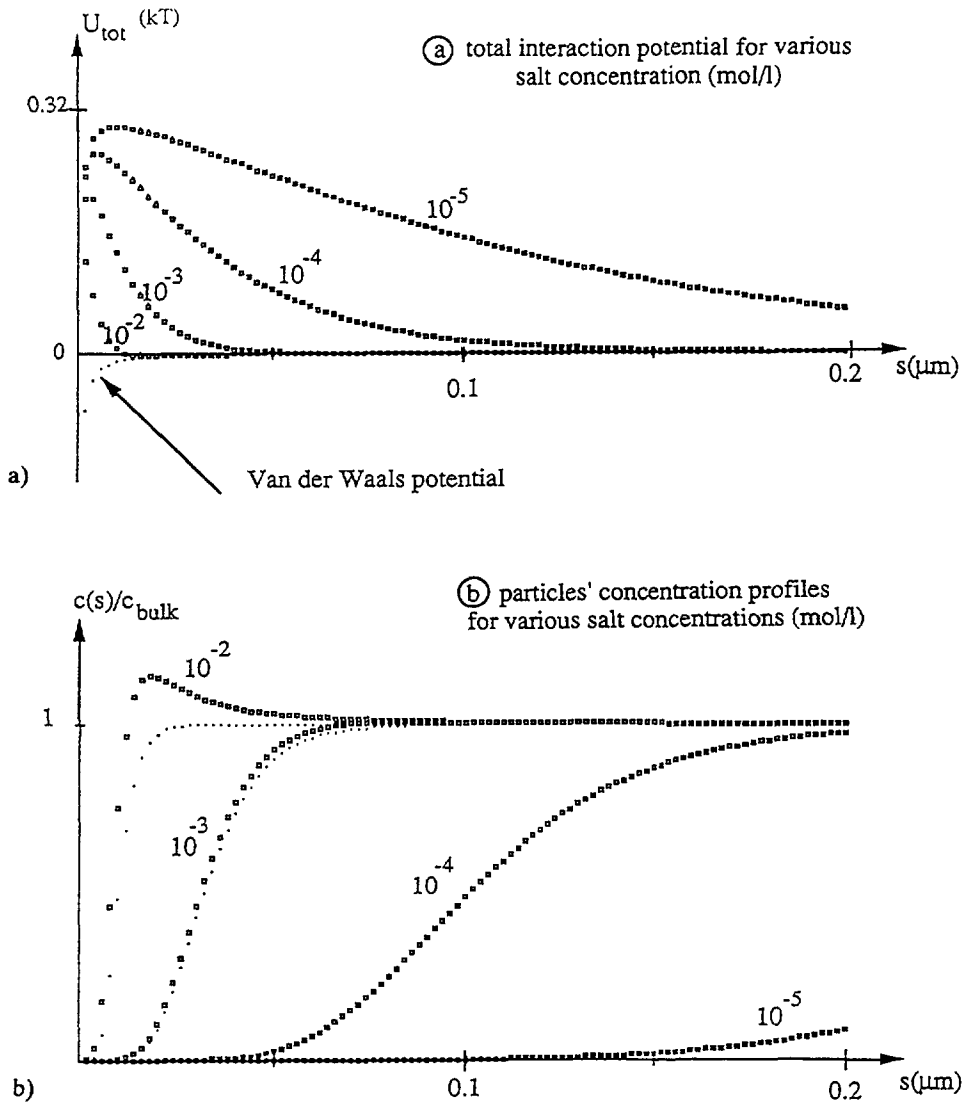 U_tot (kT)
ⓐ total interaction potential for various
salt concentration (mol/l)
0.32
10^-5
10^-4
10^-3
10^-2
0
0.1
0.2
s(μm)
a)
Van der Waals potential
c(s)/c_bulk
ⓑ particles' concentration profiles
for various salt concentrations (mol/l)
10^-2
1
10^-3
10^-4
10^-5
0.1
0.2
s(μm)
b)